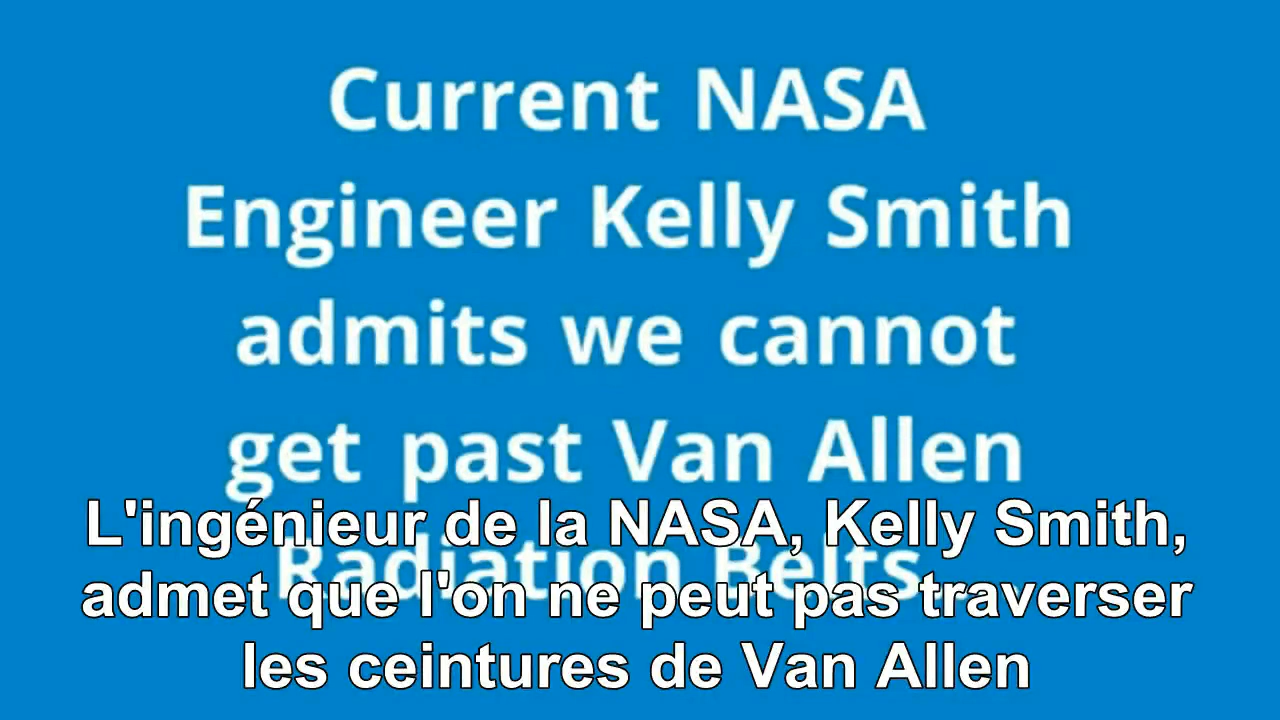 Current NASA
Engineer Kelly Smith
admits we cannot
get past Van Allen
Radiation Belts
L'ingénieur de la NASA, Kelly Smith,
admet que l'on ne peut pas traverser
les ceintures de Van Allen